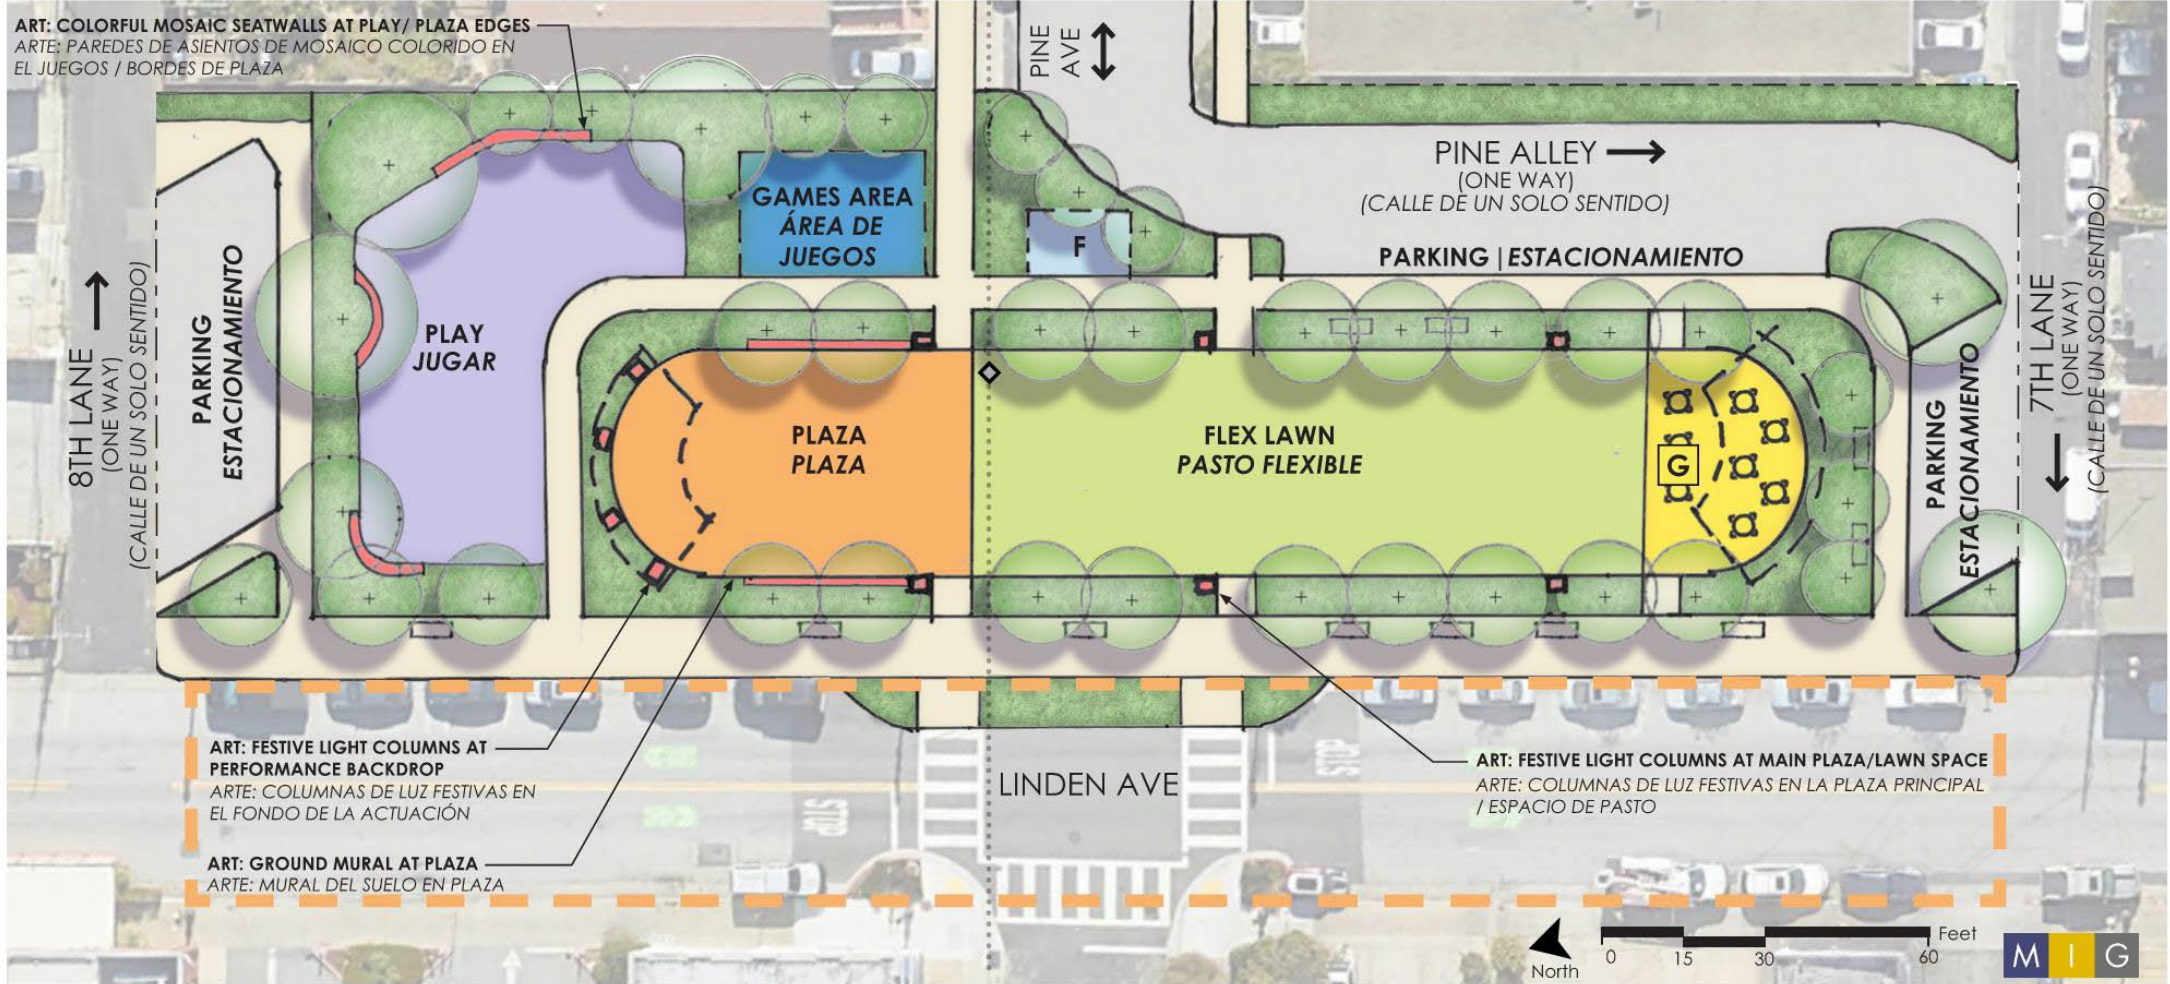 ART: COLORFUL MOSAIC SEATWALLS AT PLAY/ PLAZA EDGES
ARTE: PAREDES DE ASIENTOS DE MOSAICO COLORIDO EN
EL JUEGOS / BORDES DE PLAZA
PINE
AVE
PINE ALLEY
(ONE WAY)
(CALLE DE UN SOLO SENTIDO)
GAMES AREA
ÁREA DE
JUEGOS
F
PARKING | ESTACIONAMIENTO
8TH LANE
(ONE WAY)
(CALLE DE UN SOLO SENTIDO)
PARKING
ESTACIONAMIENTO
PLAY
JUGAR
PLAZA
PLAZA
FLEX LAWN
PASTO FLEXIBLE
G
PARKING
ESTACIONAMIENTO
7TH LANE
(ONE WAY)
(CALLE DE UN SOLO SENTIDO)
ART: FESTIVE LIGHT COLUMNS AT
PERFORMANCE BACKDROP
ARTE: COLUMNAS DE LUZ FESTIVAS EN
EL FONDO DE LA ACTUACIÓN
ART: GROUND MURAL AT PLAZA
ARTE: MURAL DEL SUELO EN PLAZA
STOP
LINDEN AVE
STOP
ART: FESTIVE LIGHT COLUMNS AT MAIN PLAZA/LAWN SPACE
ARTE: COLUMNAS DE LUZ FESTIVAS EN LA PLAZA PRINCIPAL
/ ESPACIO DE PASTO
North
0 15 30 60
Feet
M I G